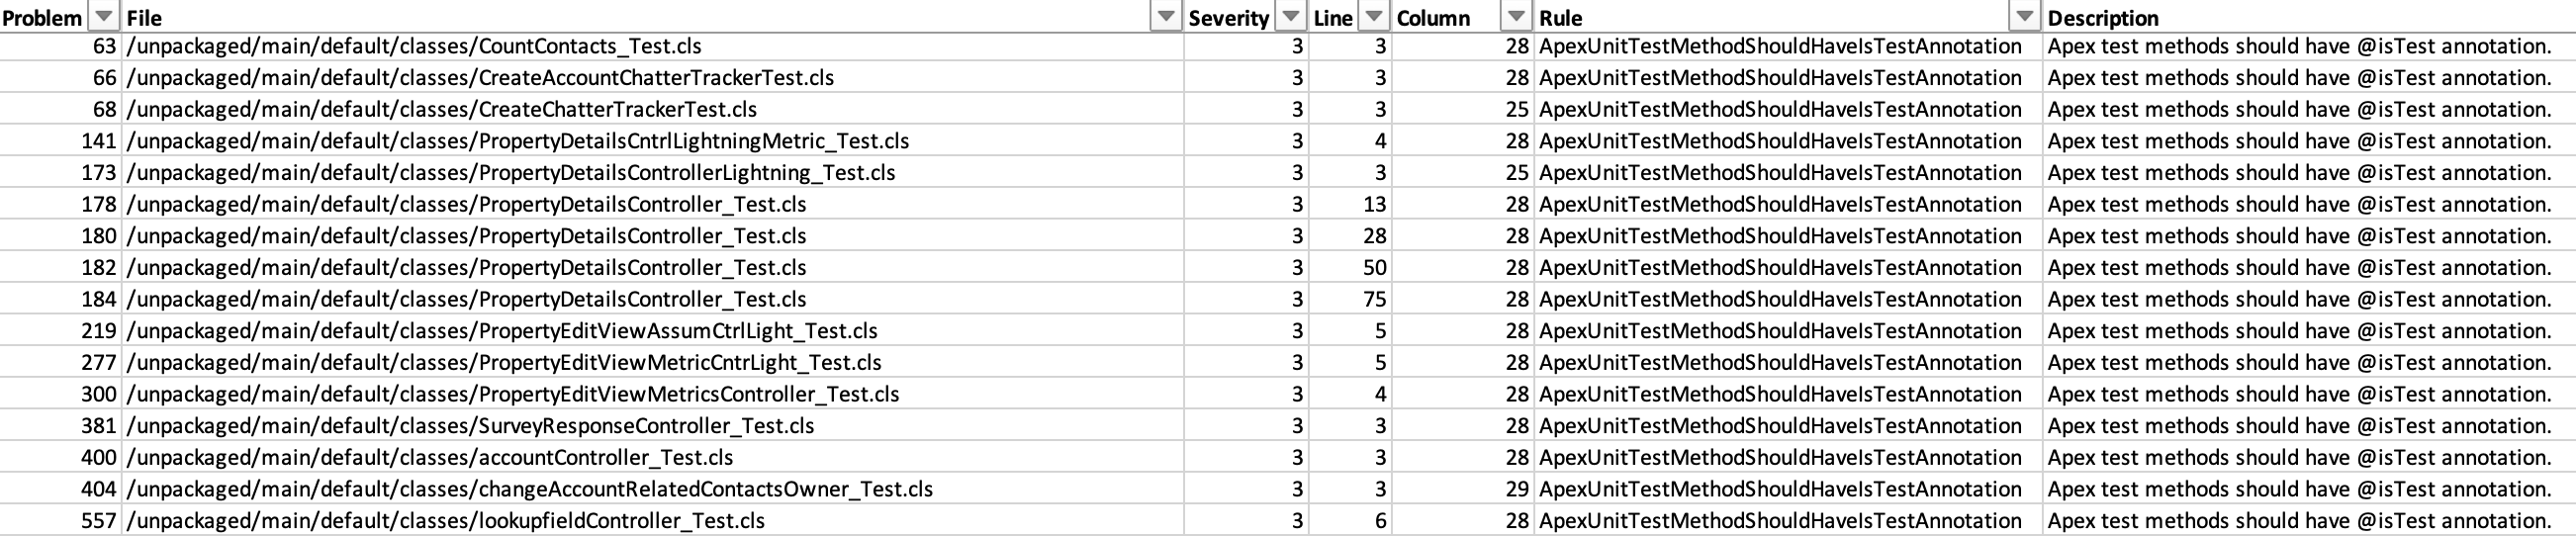 Problem File Severity Line Column Rule Description
63 /unpackaged/main/default/classes/CountContacts_Test.cls 3 3 28 ApexUnitTestMethodShouldHaveIsTestAnnotation Apex test methods should have @isTest annotation.
66 /unpackaged/main/default/classes/CreateAccountChatterTrackerTest.cls 3 3 28 ApexUnitTestMethodShouldHaveIsTestAnnotation Apex test methods should have @isTest annotation.
68 /unpackaged/main/default/classes/CreateChatterTrackerTest.cls 3 3 25 ApexUnitTestMethodShouldHaveIsTestAnnotation Apex test methods should have @isTest annotation.
141 /unpackaged/main/default/classes/PropertyDetailsCntrlLightningMetric_Test.cls 3 4 28 ApexUnitTestMethodShouldHaveIsTestAnnotation Apex test methods should have @isTest annotation.
173 /unpackaged/main/default/classes/PropertyDetailsControllerLightning_Test.cls 3 3 25 ApexUnitTestMethodShouldHaveIsTestAnnotation Apex test methods should have @isTest annotation.
178 /unpackaged/main/default/classes/PropertyDetailsController_Test.cls 3 13 28 ApexUnitTestMethodShouldHaveIsTestAnnotation Apex test methods should have @isTest annotation.
180 /unpackaged/main/default/classes/PropertyDetailsController_Test.cls 3 28 28 ApexUnitTestMethodShouldHaveIsTestAnnotation Apex test methods should have @isTest annotation.
182 /unpackaged/main/default/classes/PropertyDetailsController_Test.cls 3 50 28 ApexUnitTestMethodShouldHaveIsTestAnnotation Apex test methods should have @isTest annotation.
184 /unpackaged/main/default/classes/PropertyDetailsController_Test.cls 3 75 28 ApexUnitTestMethodShouldHaveIsTestAnnotation Apex test methods should have @isTest annotation.
219 /unpackaged/main/default/classes/PropertyEditViewAssumCtrlLight_Test.cls 3 5 28 ApexUnitTestMethodShouldHaveIsTestAnnotation Apex test methods should have @isTest annotation.
277 /unpackaged/main/default/classes/PropertyEditViewMetricCntrLight_Test.cls 3 5 28 ApexUnitTestMethodShouldHaveIsTestAnnotation Apex test methods should have @isTest annotation.
300 /unpackaged/main/default/classes/PropertyEditViewMetricsController_Test.cls 3 4 28 ApexUnitTestMethodShouldHaveIsTestAnnotation Apex test methods should have @isTest annotation.
381 /unpackaged/main/default/classes/SurveyResponseController_Test.cls 3 3 28 ApexUnitTestMethodShouldHaveIsTestAnnotation Apex test methods should have @isTest annotation.
400 /unpackaged/main/default/classes/accountController_Test.cls 3 3 28 ApexUnitTestMethodShouldHaveIsTestAnnotation Apex test methods should have @isTest annotation.
404 /unpackaged/main/default/classes/changeAccountRelatedContactsOwner_Test.cls 3 3 29 ApexUnitTestMethodShouldHaveIsTestAnnotation Apex test methods should have @isTest annotation.
557 /unpackaged/main/default/classes/lookupfieldController_Test.cls 3 6 28 ApexUnitTestMethodShouldHaveIsTestAnnotation Apex test methods should have @isTest annotation.